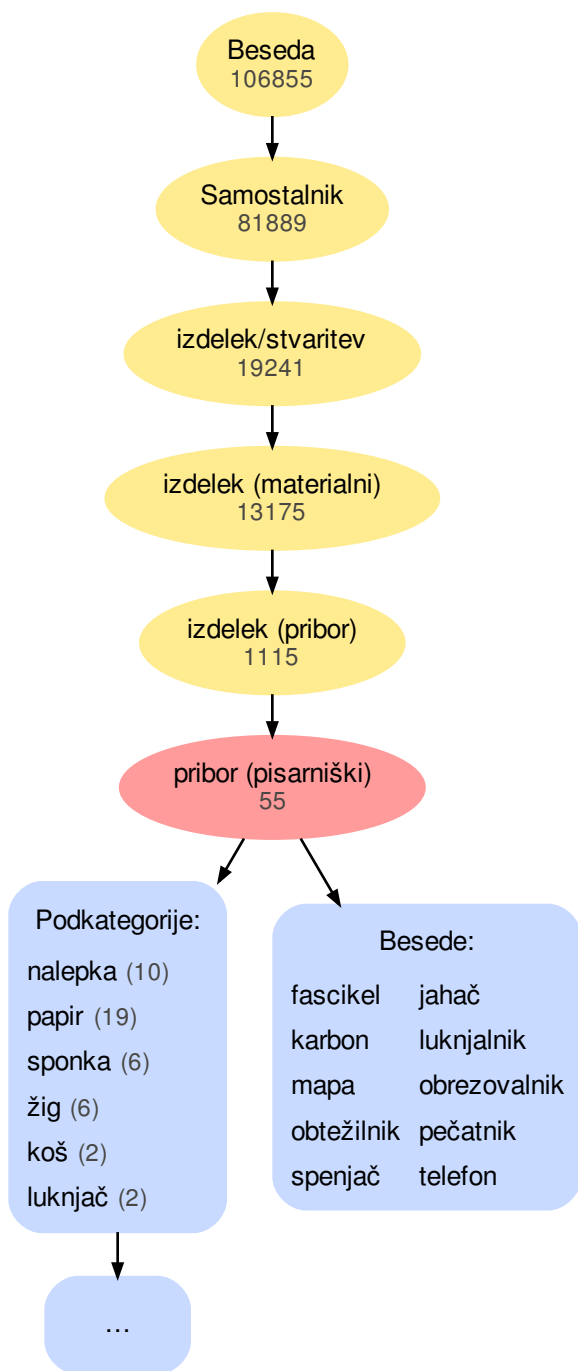 Beseda
106855
Samostalnik
81889
izdelek/stvaritev
19241
izdelek (materialni)
13175
izdelek (pribor)
1115
pribor (pisarniški)
55
Podkategorije:
nalepka (10)
papir (19)
sponka (6)
žig (6)
koš (2)
luknjač (2)
...
Besede:
fascikel jahač
karbon luknjalnik
mapa obrezovalnik
obtežilnik pečatnik
spenjač telefon